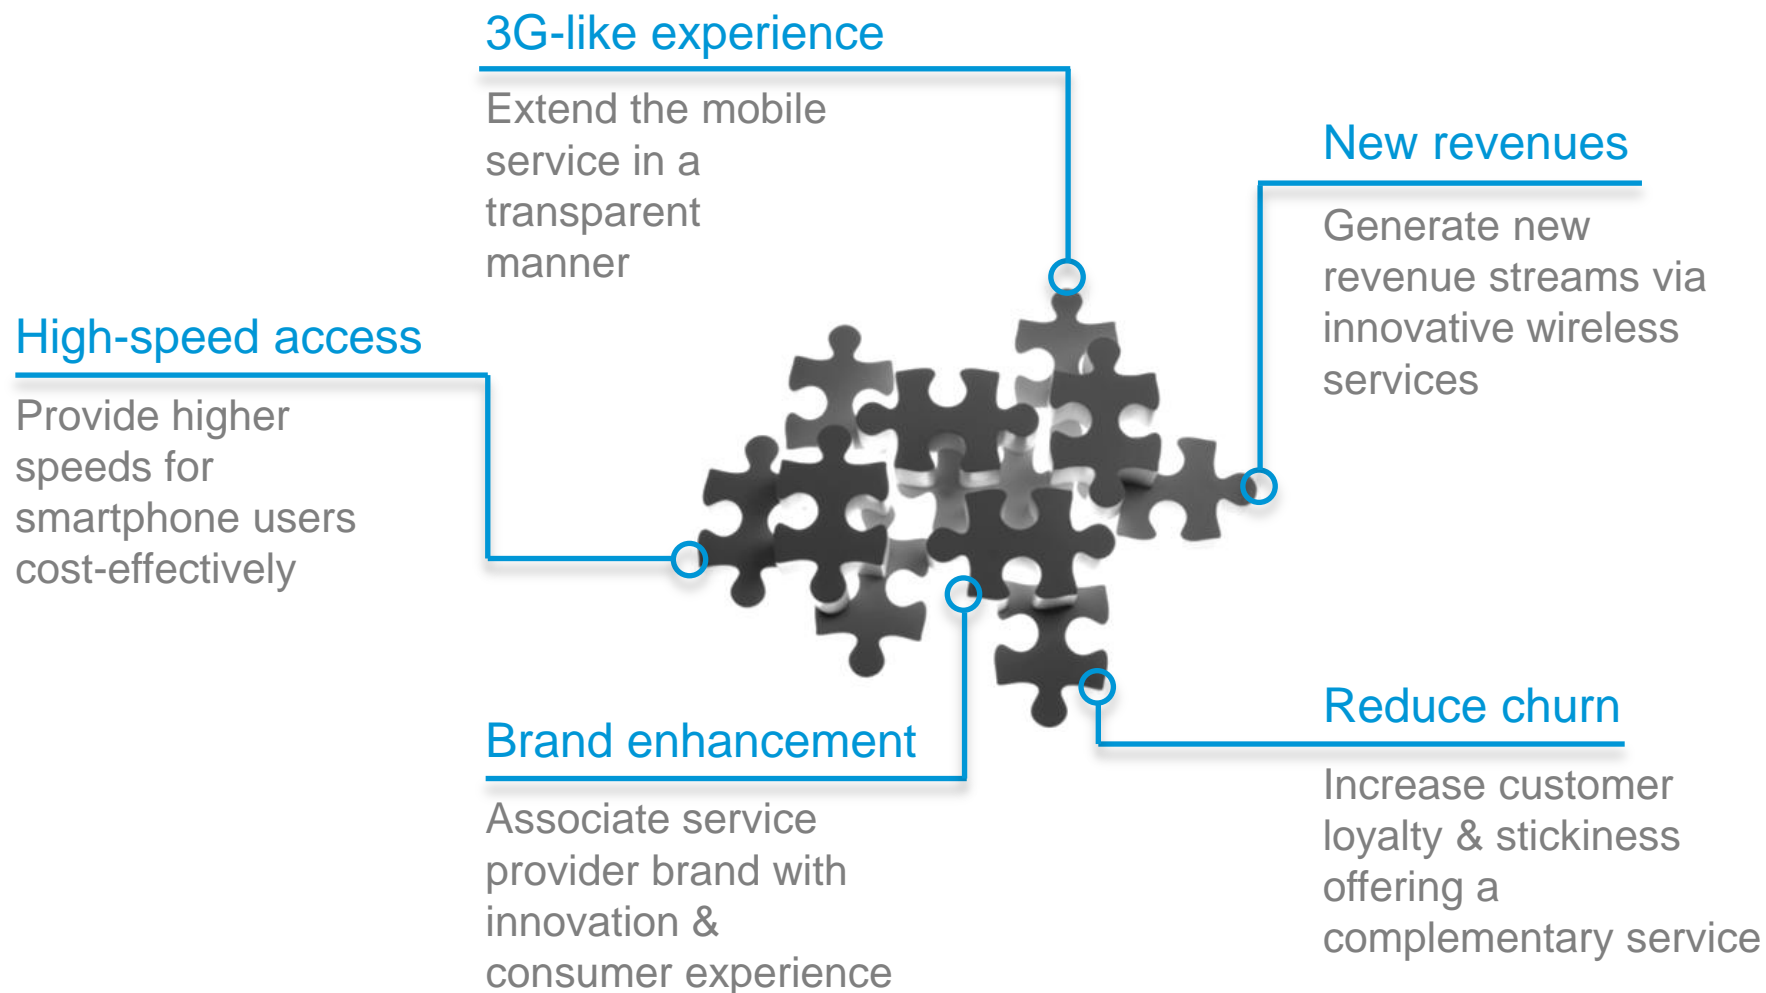 3G-like experience
Extend the mobile
service in a
transparent
manner
New revenues
Generate new
revenue streams via
innovative wireless
services
High-speed access
Provide higher
speeds for
smartphone users
cost-effectively
Brand enhancement
Associate service
provider brand with
innovation &
consumer experience
Reduce churn
Increase customer
loyalty & stickiness
offering a
complementary service